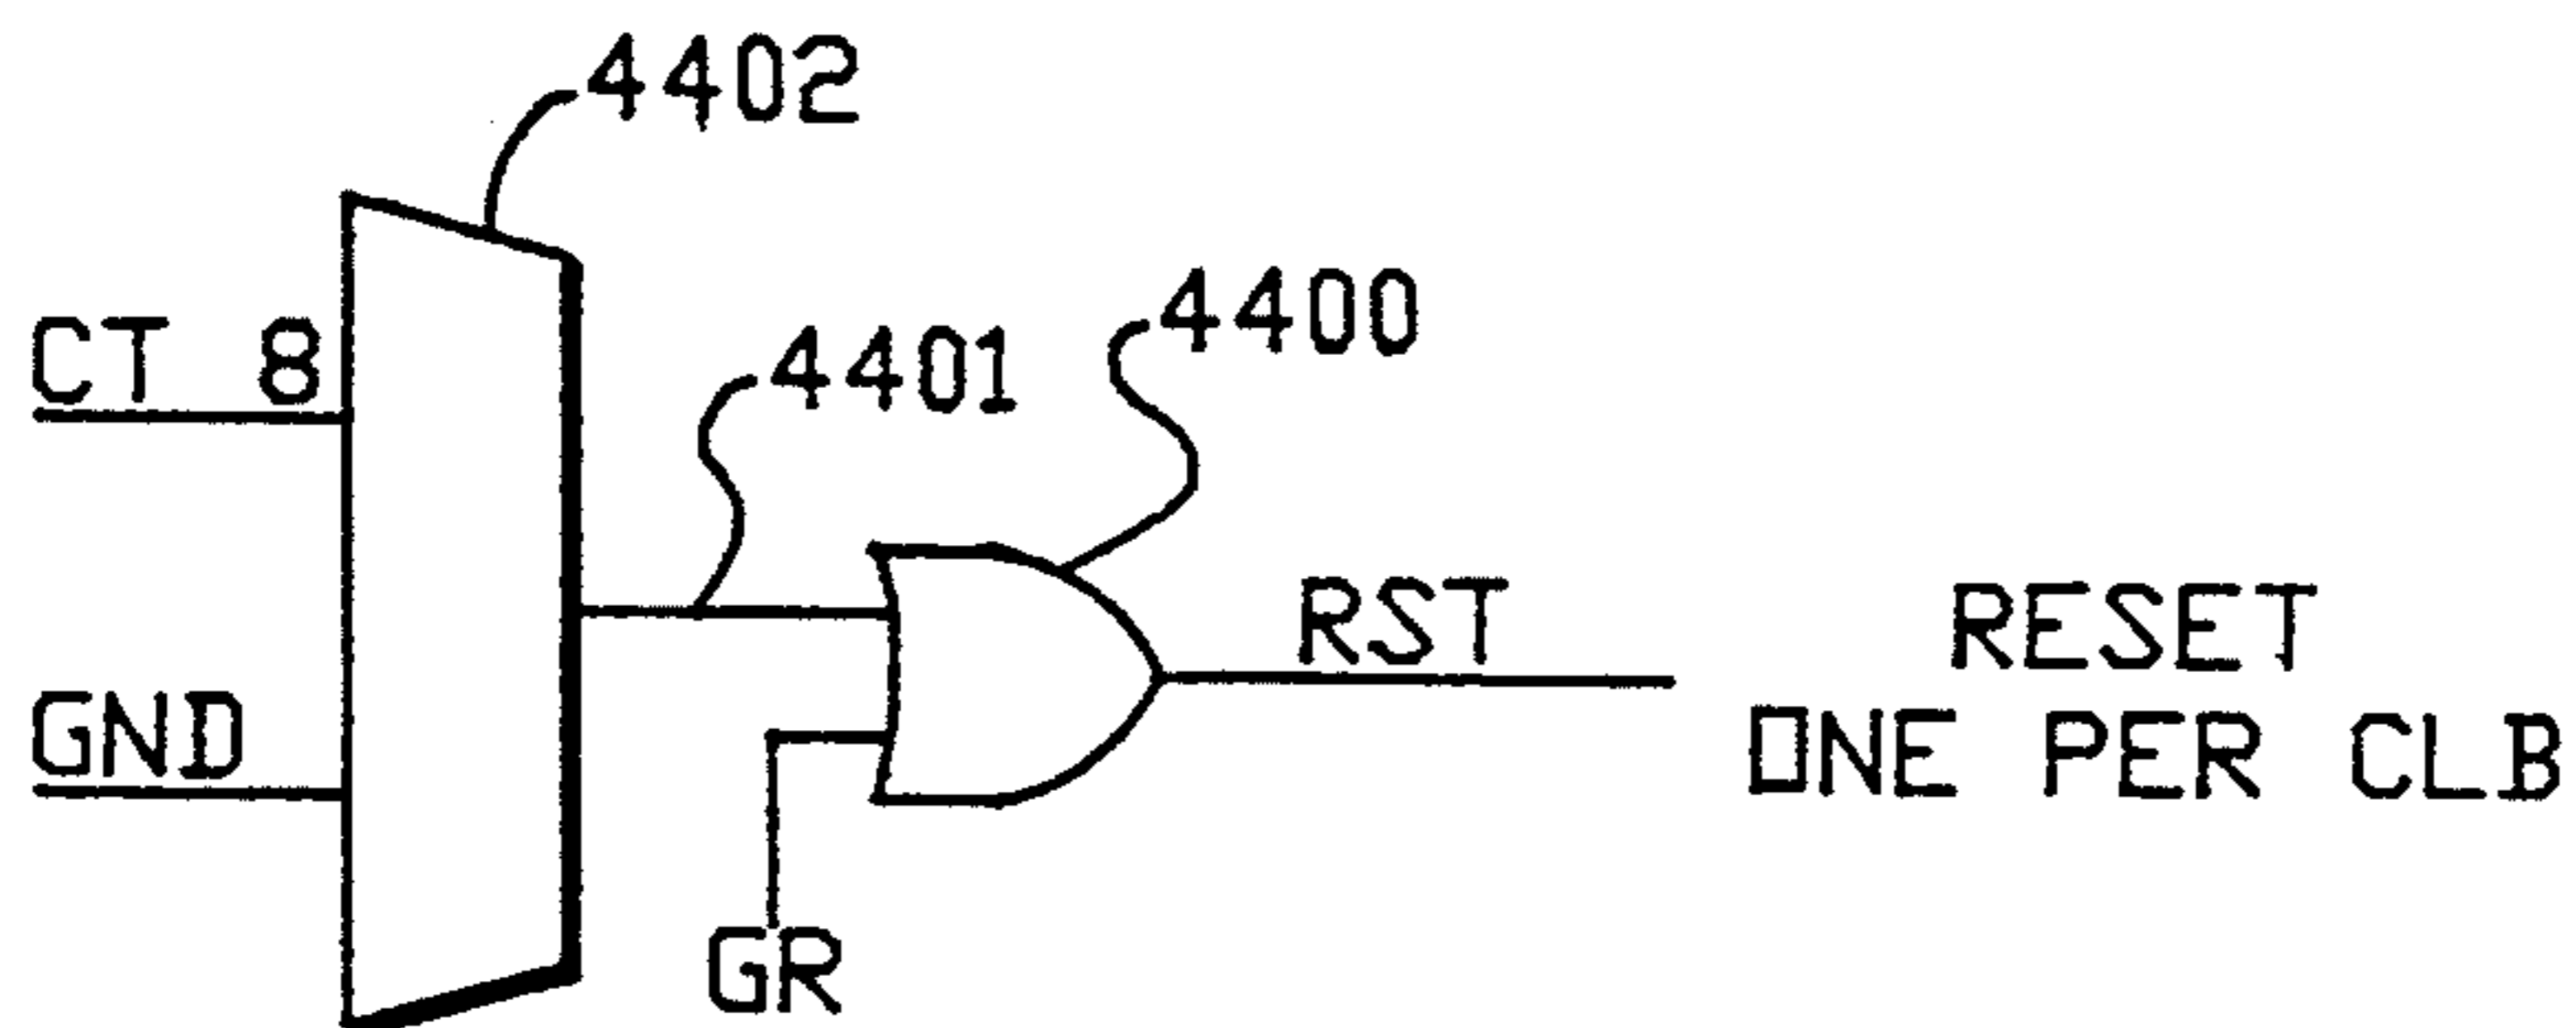 4402
4400
CT 8
4401
RST
RESET
ONE PER CLB
GND
GR